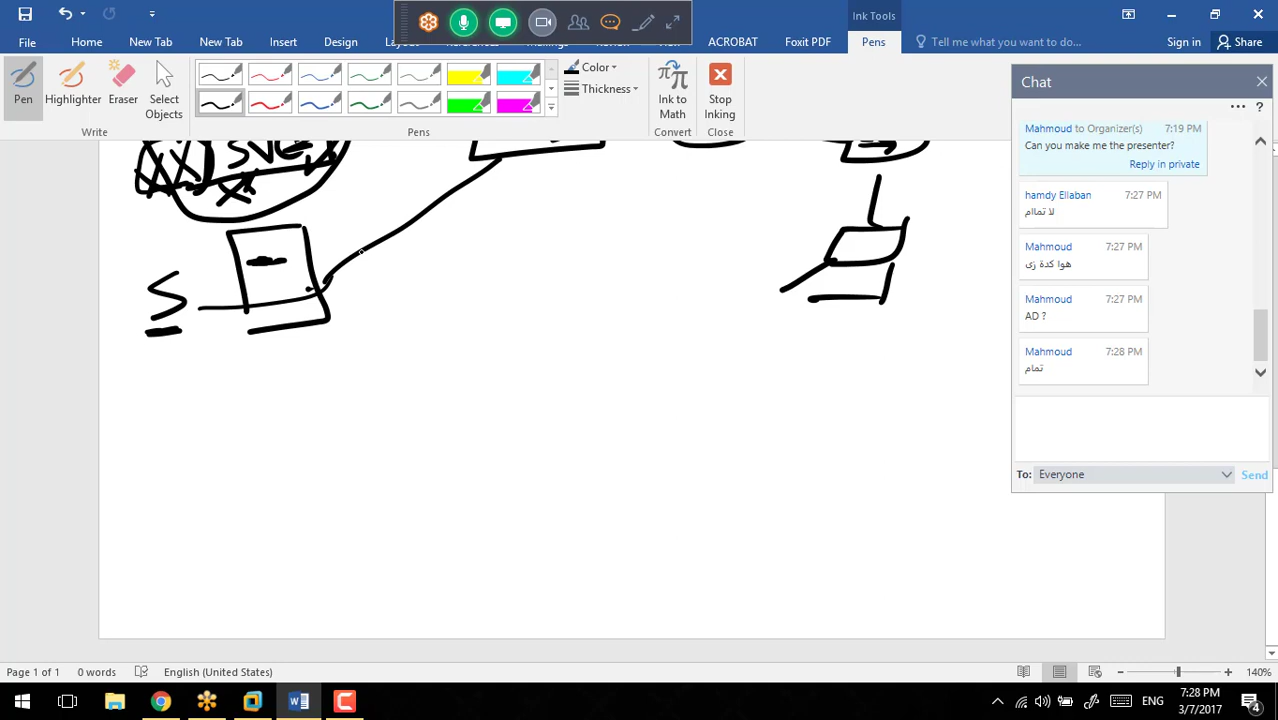 Ink Tools
File
Home
New Tab
New Tab
Insert
Design
ACROBAT
Foxit PDF
Pens
Tell me what you want to do
Sign in
Share
Pen
Highlighter
Eraser
Select Objects
Color
Thickness
Ink to Math
Stop Inking
Write
Pens
Convert
Close
SVE
S
Chat
Mahmoud to Organizer(s) 7:19 PM
Can you make me the presenter?
Reply in private
hamdy Ellaban 7:27 PM
لا تماام
Mahmoud 7:27 PM
هوا كدة زى
Mahmoud 7:27 PM
AD ?
Mahmoud 7:28 PM
تمام
To: Everyone
Send
Page 1 of 1
0 words
English (United States)
140%
ENG
7:28 PM
3/7/2017
4